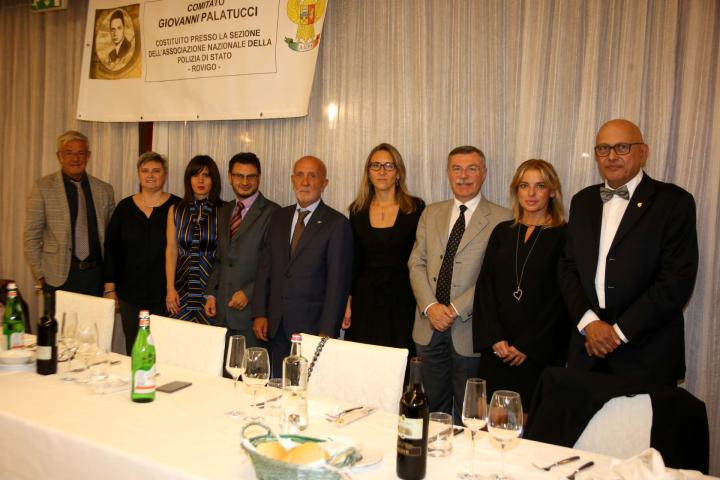 COMITATO
GIOVANNI PALATUCCI
COSTITUITO PRESSO LA SEZIONE
DELL'ASSOCIAZIONE NAZIONALE DELLA
POLIZIA DI STATO
- ROVIGO -